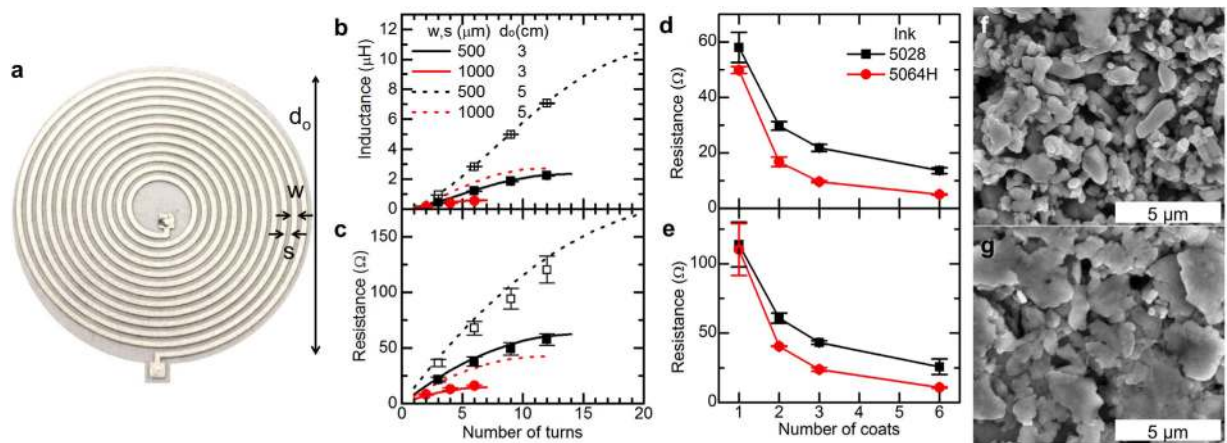 a
d₀
w
s
b
w,s (μm) d₀(cm)
500 3
1000 3
500 5
1000 5
Inductance (μH)
13
12
10
8
6
4
2
0
c
Resistance (Ω)
150
100
50
0
0 5 10 15 20
Number of turns
d
Ink
5028
5064H
Resistance (Ω)
60
40
20
0
e
Resistance (Ω)
100
50
0
1 2 3 4 5 6
Number of coats
f
5 μm
g
5 μm